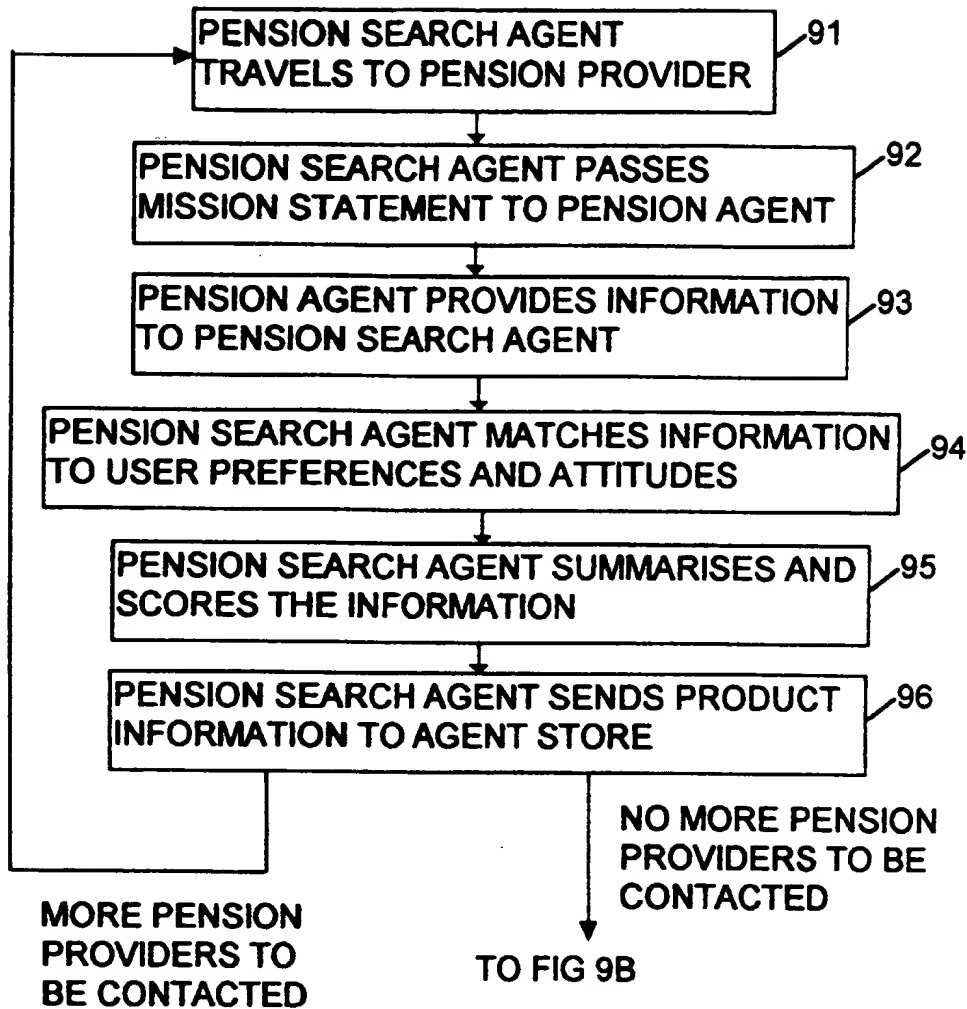 PENSION SEARCH AGENT
TRAVELS TO PENSION PROVIDER
91
PENSION SEARCH AGENT PASSES
MISSION STATEMENT TO PENSION AGENT
92
PENSION AGENT PROVIDES INFORMATION
TO PENSION SEARCH AGENT
93
PENSION SEARCH AGENT MATCHES INFORMATION
TO USER PREFERENCES AND ATTITUDES
94
PENSION SEARCH AGENT SUMMARISES AND
SCORES THE INFORMATION
95
PENSION SEARCH AGENT SENDS PRODUCT
INFORMATION TO AGENT STORE
96
NO MORE PENSION
PROVIDERS TO BE
CONTACTED
MORE PENSION
PROVIDERS TO
BE CONTACTED
TO FIG 9B